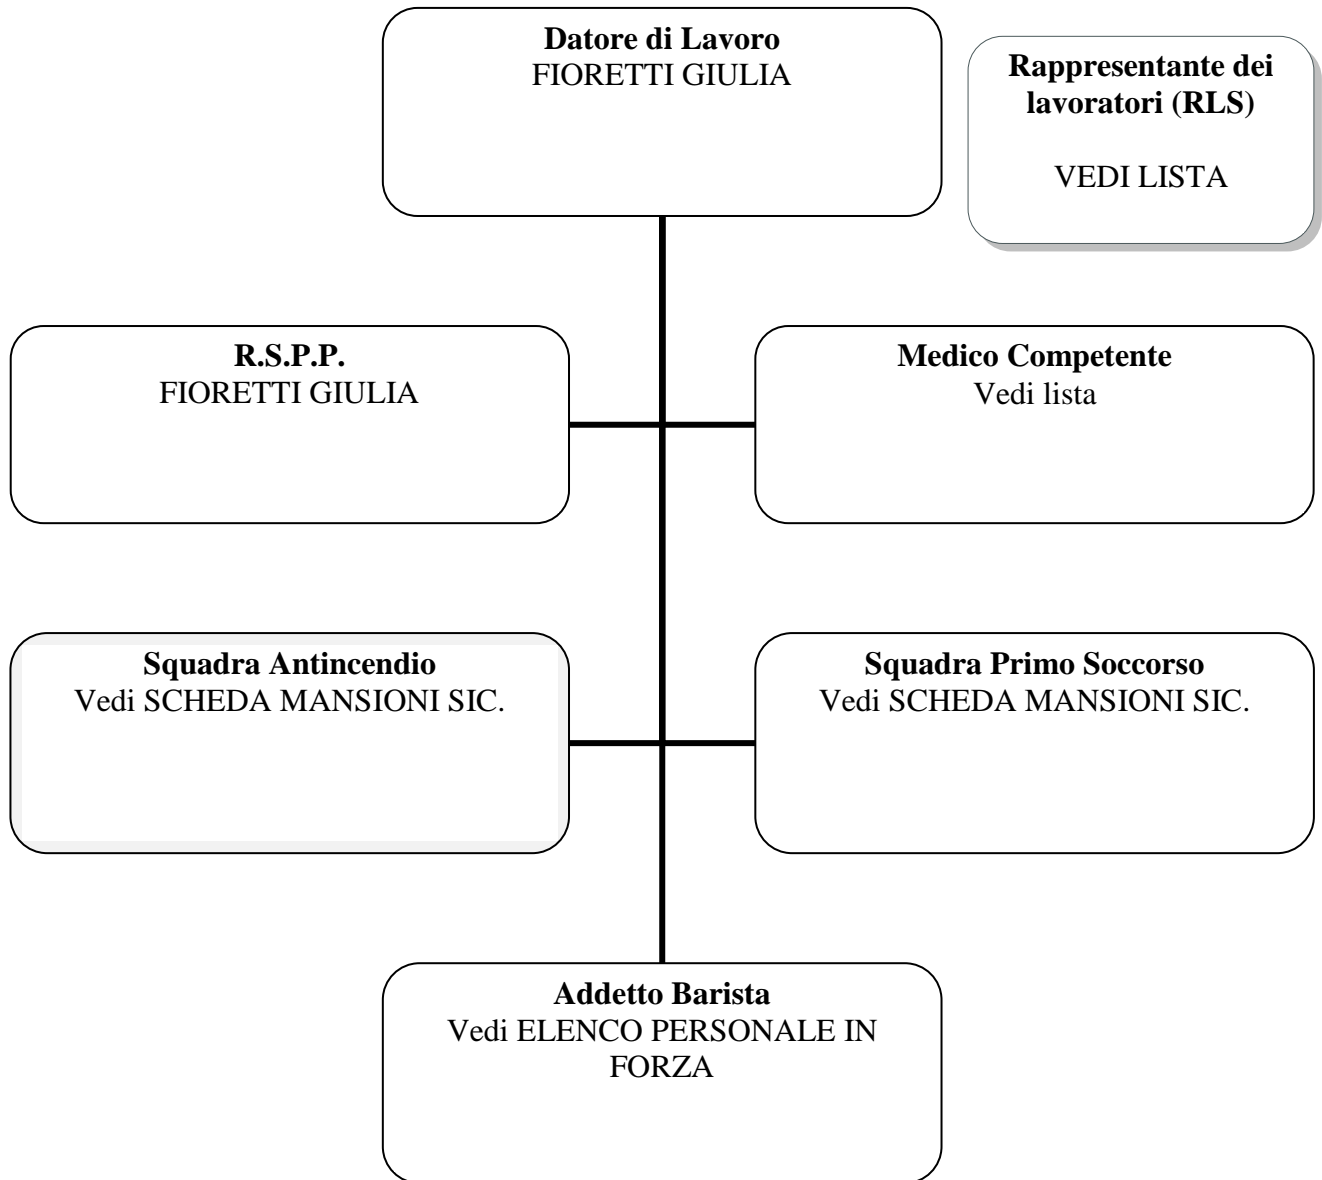 Datore di Lavoro
FIORETTI GIULIA
Rappresentante dei
lavoratori (RLS)
VEDI LISTA
R.S.P.P.
FIORETTI GIULIA
Medico Competente
Vedi lista
Squadra Antincendio
Vedi SCHEDA MANSIONI SIC.
Squadra Primo Soccorso
Vedi SCHEDA MANSIONI SIC.
Addetto Barista
Vedi ELENCO PERSONALE IN
FORZA